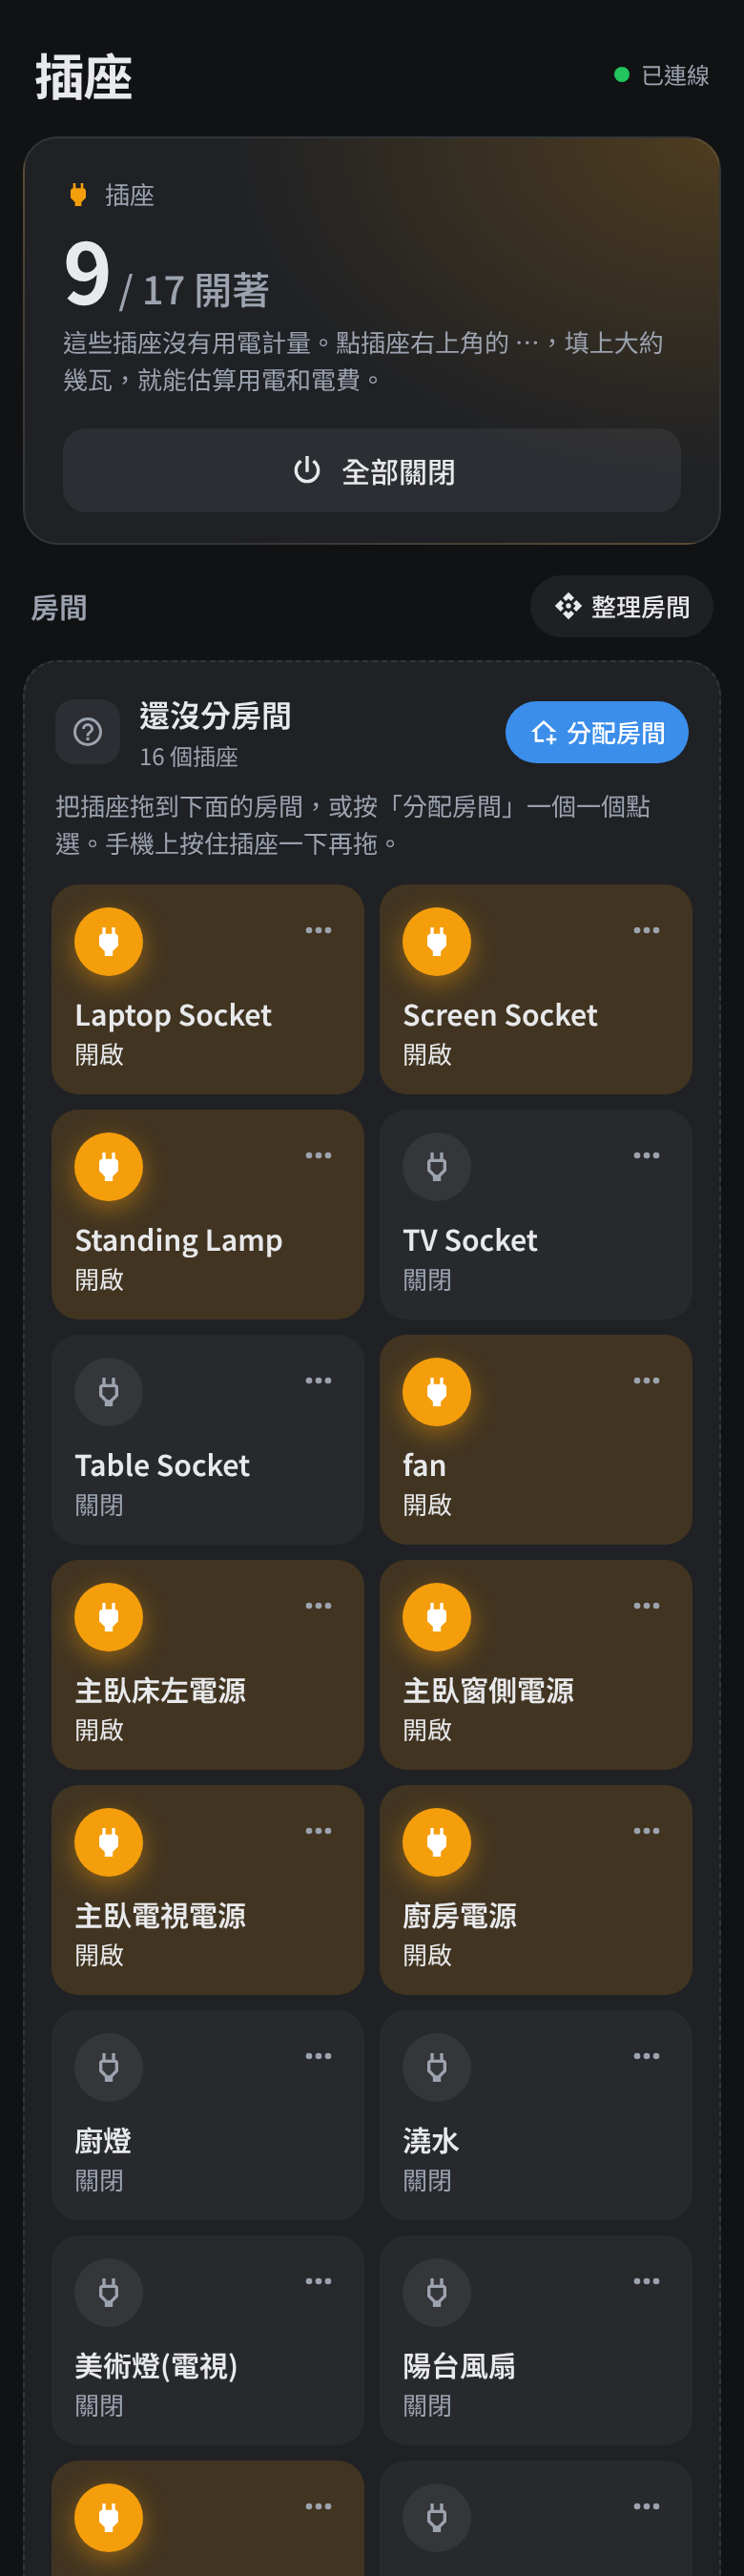 插座
已連線
插座
9 / 17 開著
這些插座沒有用電計量。點插座右上角的 ⋯，填上大約
幾瓦，就能估算用電和電費。
全部關閉
房間
整理房間
還沒分房間
16 個插座
分配房間
把插座拖到下面的房間，或按「分配房間」一個一個點
選。手機上按住插座一下再拖。
Laptop Socket
開啟
Screen Socket
開啟
Standing Lamp
開啟
TV Socket
關閉
Table Socket
關閉
fan
開啟
主臥床左電源
開啟
主臥窗側電源
開啟
主臥電視電源
開啟
廚房電源
開啟
廚燈
關閉
澆水
關閉
美術燈(電視)
關閉
陽台風扇
關閉